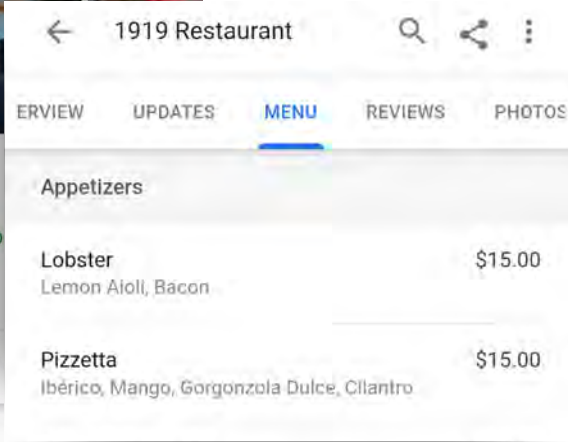 1919 Restaurant
ERVIEW UPDATES MENU REVIEWS PHOTOS
Appetizers
Lobster $15.00
Lemon Aioli, Bacon
Pizzetta $15.00
Ibérico, Mango, Gorgonzola Dulce, Cilantro